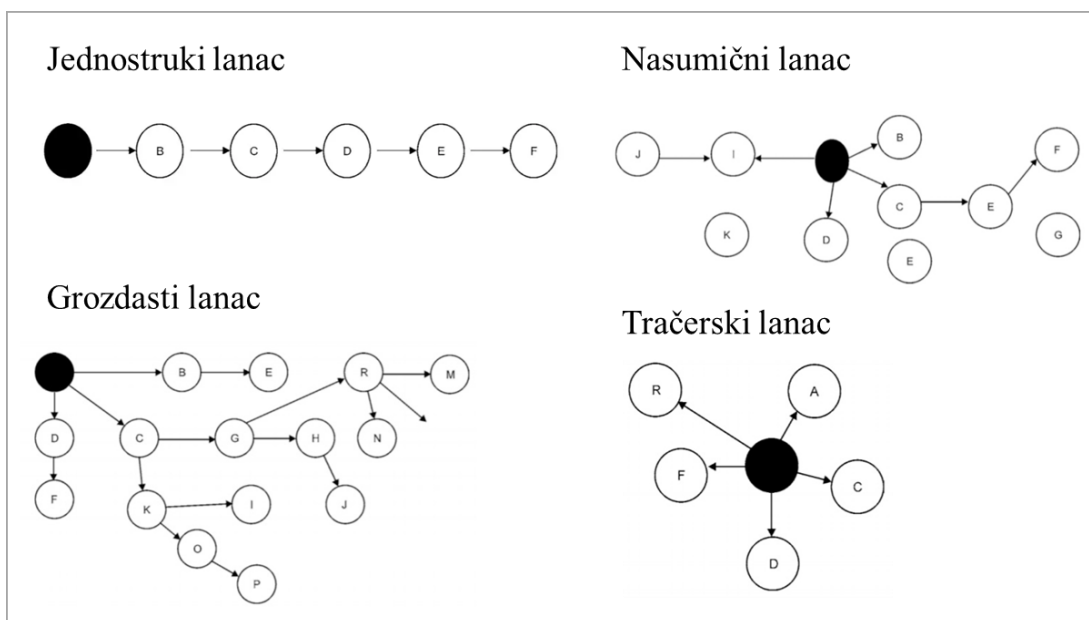 Jednostruki lanac
B C D E F
Nasumični lanac
J I B F
K D C E G
E
Grozdasti lanac
B E R M
D C G H N
F K I J
O
P
Tračerski lanac
R A
F C
D